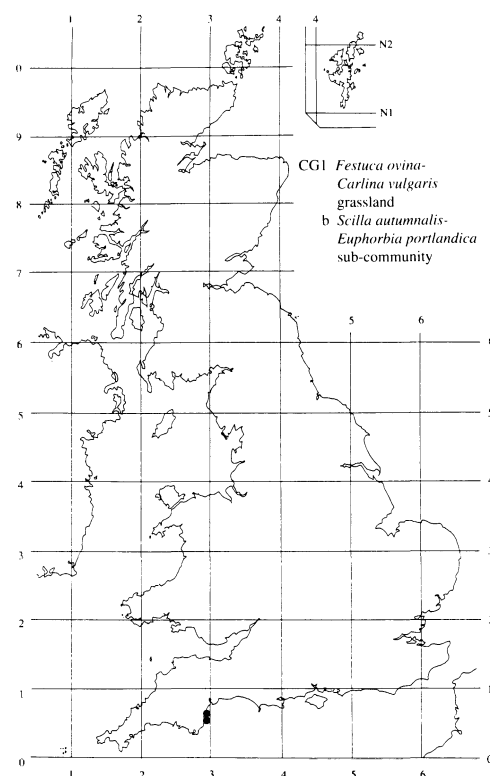 1 2 3 4
4
N2
N1
0
9
8
7
6
5
4
3
2
1
0
CG1 Festuca ovina-
Carlina vulgaris
grassland
b Scilla autumnalis-
Euphorbia portlandica
sub-community
5 6
1 2 3 4 5 6